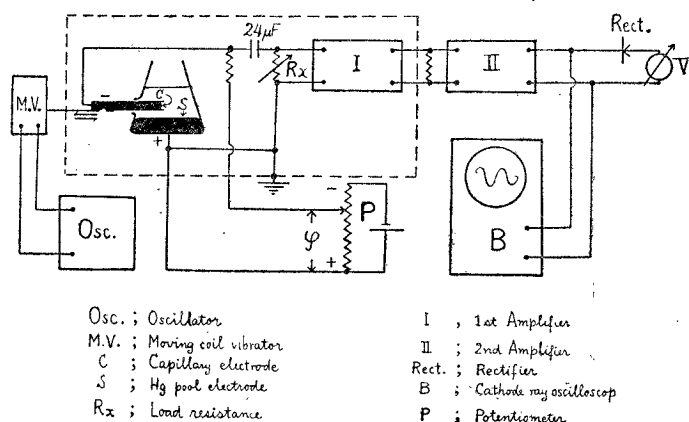 24µF
Rect.
Rx
I
II
V
M.V.
−
C
S
+
−
P
Osc.
φ
+
B
Osc. ; Oscillator
M.V. ; Moving coil vibrator
C ; Capillary electrode
S ; Hg pool electrode
Rx ; Load resistance
I , 1st Amplifier
II ; 2nd Amplifier
Rect. ; Rectifier
B ; Cathode ray oscilloscop
P ; Potentiometer